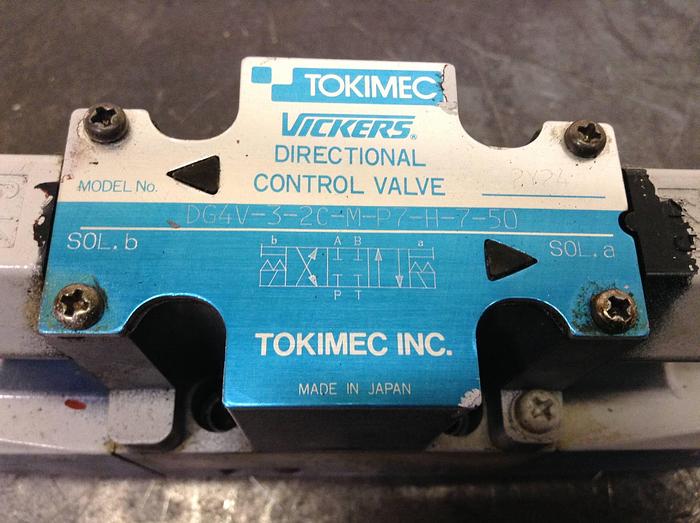 TOKIMEC
VICKERS®
DIRECTIONAL
CONTROL VALVE
MODEL No.
DG4V-3-2C-M-P7-H-7-50
SOL.b
SOL.a
b A B a
P T
TOKIMEC INC.
MADE IN JAPAN